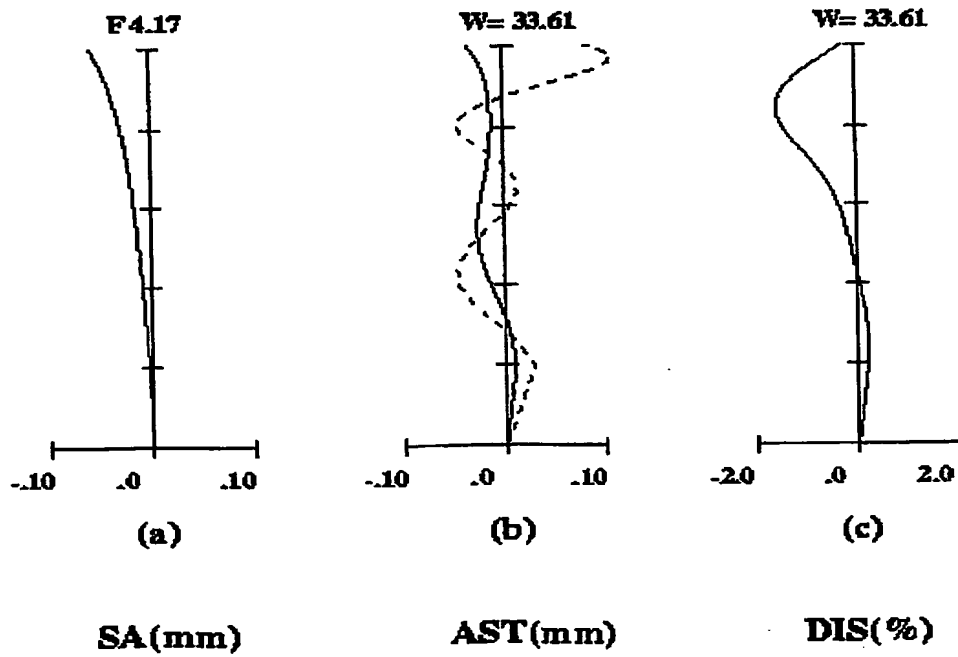 F 4.17 W= 33.61 W= 33.61
-.10 .0 .10 -.10 .0 .10 -2.0 .0 2.0
(a) (b) (c)
SA(mm) AST(mm) DIS(%)